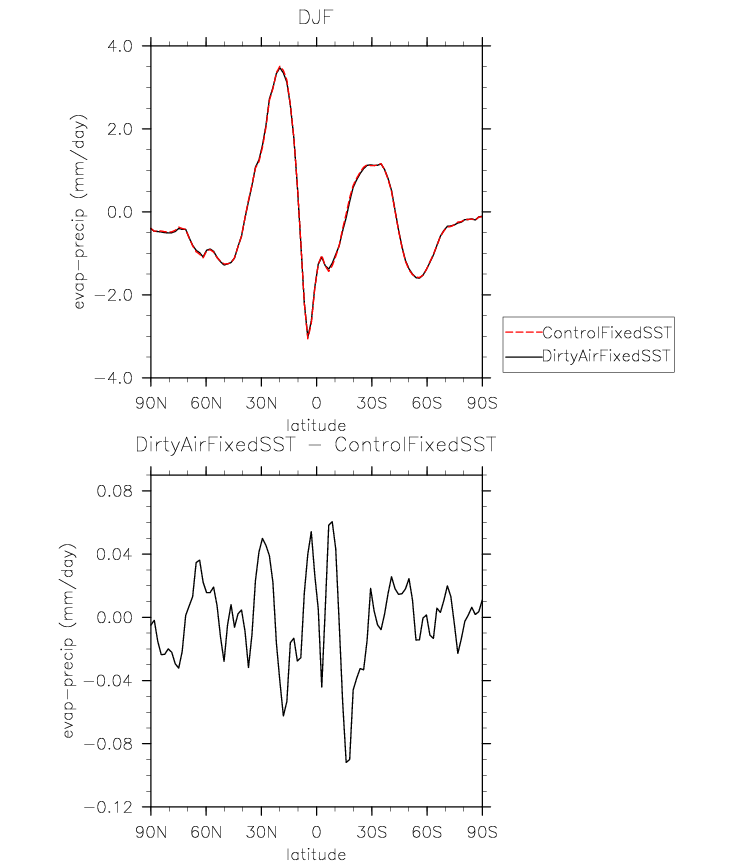 DJF
4.0
2.0
0.0
−2.0
−4.0
evap−precip (mm/day)
90N 60N 30N 0 30S 60S 90S
latitude
ControlFixedSST
DirtyAirFixedSST
DirtyAirFixedSST − ControlFixedSST
0.08
0.04
0.00
−0.04
−0.08
−0.12
evap−precip (mm/day)
90N 60N 30N 0 30S 60S 90S
latitude